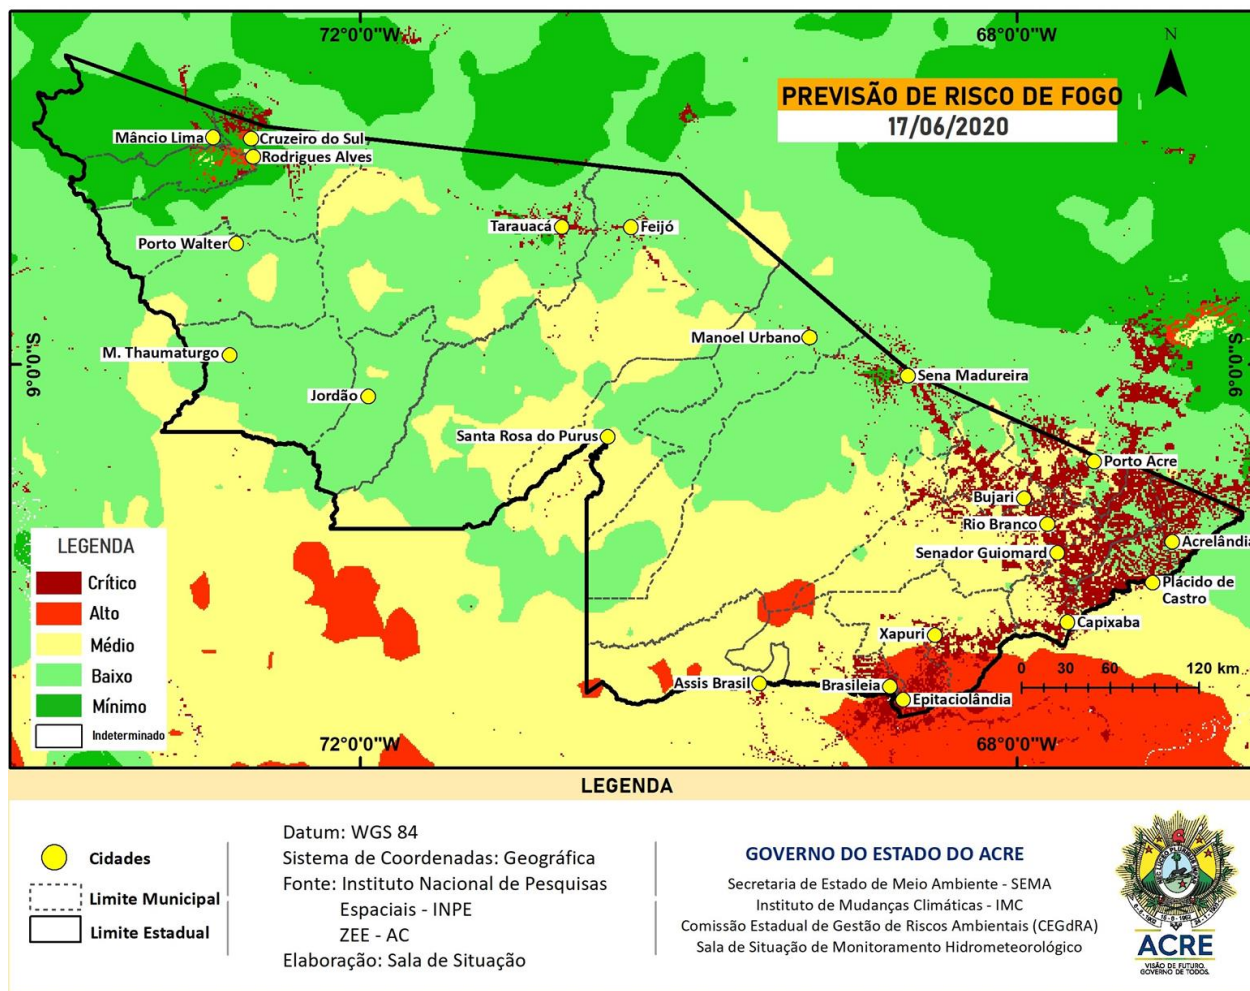 72°0'0"W
68°0'0"W
N
PREVISÃO DE RISCO DE FOGO
17/06/2020
Mâncio Lima
Cruzeiro do Sul
Rodrigues Alves
Tarauacá
Feijó
Porto Walter
9°0'0"S
9°0'0"S
M. Thaumaturgo
Manoel Urbano
Sena Madureira
Jordão
Santa Rosa do Purus
Porto Acre
Bujari
Rio Branco
Acrelândia
Senador Guiomard
Plácido de
Castro
Capixaba
Xapuri
Assis Brasil
Brasileia
Epitaciolândia
0 30 60 120 km
LEGENDA
Crítico
Alto
Médio
Baixo
Mínimo
Indeterminado
72°0'0"W
68°0'0"W
LEGENDA
Cidades
Limite Municipal
Limite Estadual
Datum: WGS 84
Sistema de Coordenadas: Geográfica
Fonte: Instituto Nacional de Pesquisas
Espaciais - INPE
ZEE - AC
Elaboração: Sala de Situação
GOVERNO DO ESTADO DO ACRE
Secretaria de Estado de Meio Ambiente - SEMA
Instituto de Mudanças Climáticas - IMC
Comissão Estadual de Gestão de Riscos Ambientais (CEGdRA)
Sala de Situação de Monitoramento Hidrometeorológico
ACRE
VISÃO DE FUTURO.
GOVERNO DE TODOS.